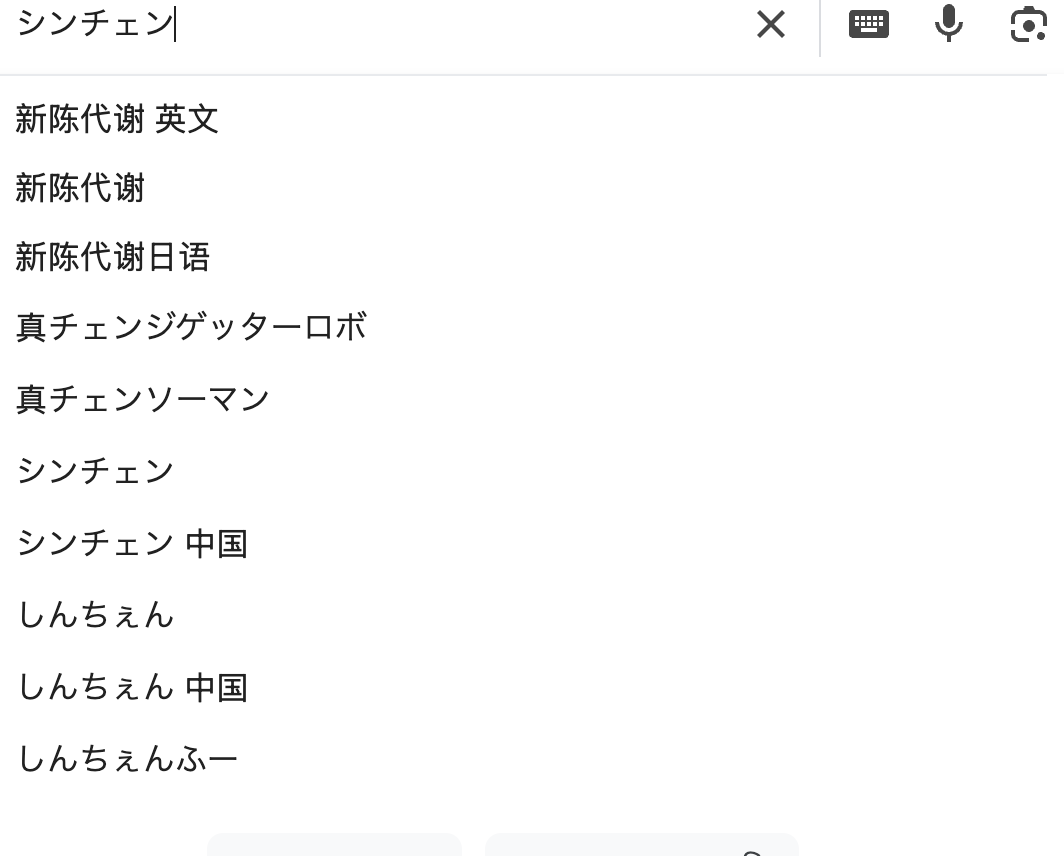 シンチェン
新陈代谢 英文
新陈代谢
新陈代谢日语
真チェンジゲッターロボ
真チェンソーマン
シンチェン
シンチェン 中国
しんちぇん
しんちぇん 中国
しんちぇんふー